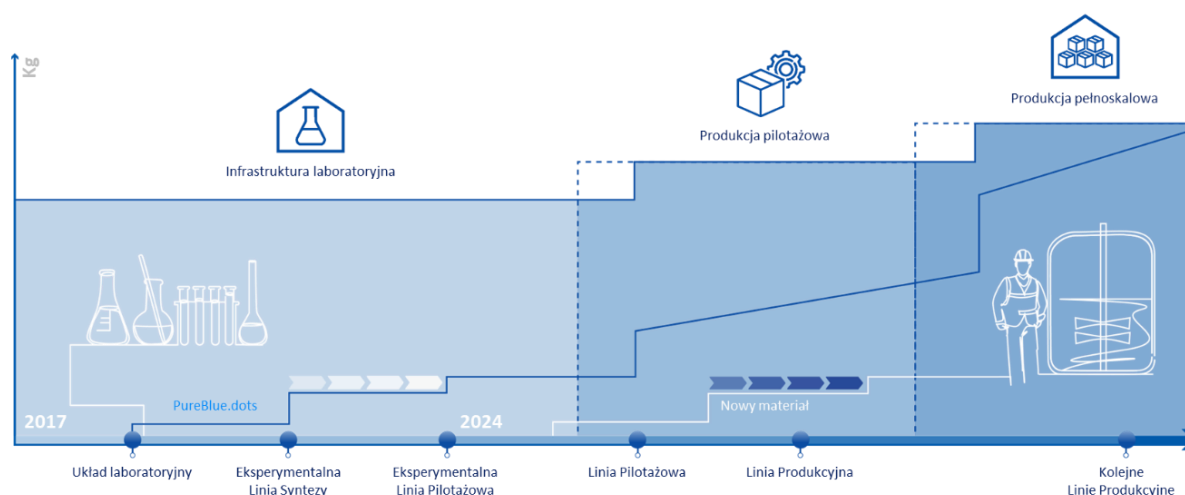 Kg
Infrastruktura laboratoryjna
Produkcja pilotażowa
Produkcja pełnoskalowa
2017
PureBlue.dots
2024
Nowy materiał
Układ laboratoryjny
Eksperymentalna
Linia Syntezy
Eksperymentalna
Linia Pilotażowa
Linia Pilotażowa
Linia Produkcyjna
Kolejne
Linie Produkcyjne